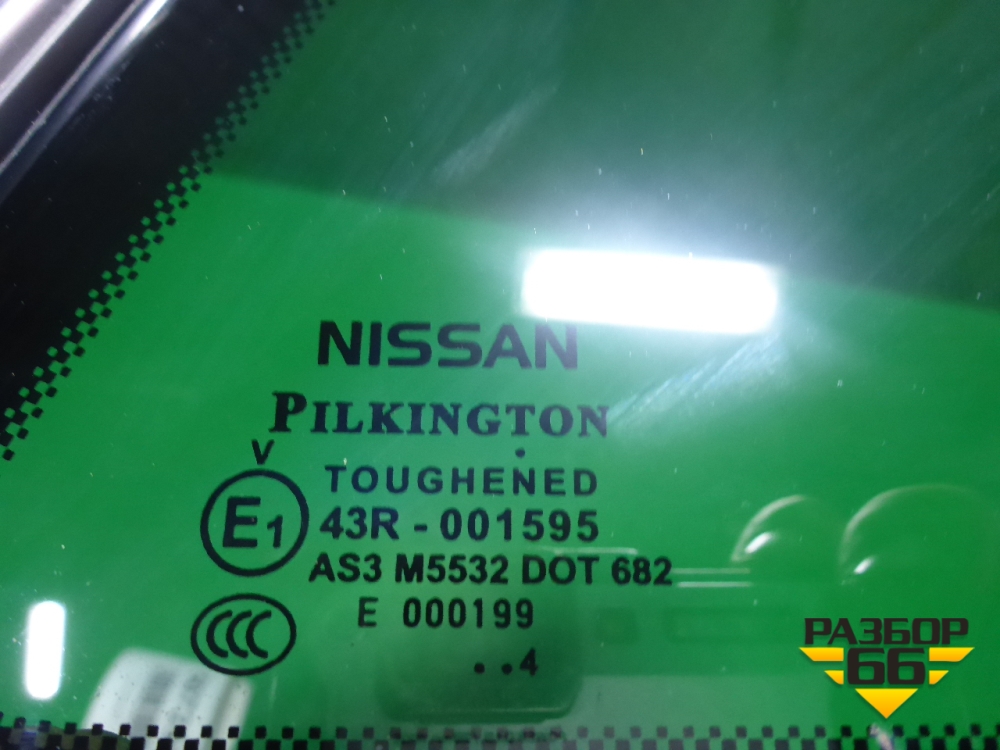 NISSAN
PILKINGTON
V
TOUGHENED
E1 43R - 001595
AS3 M5532 DOT 682
E 000199
CCC
. . 4
РАЗБОР
66